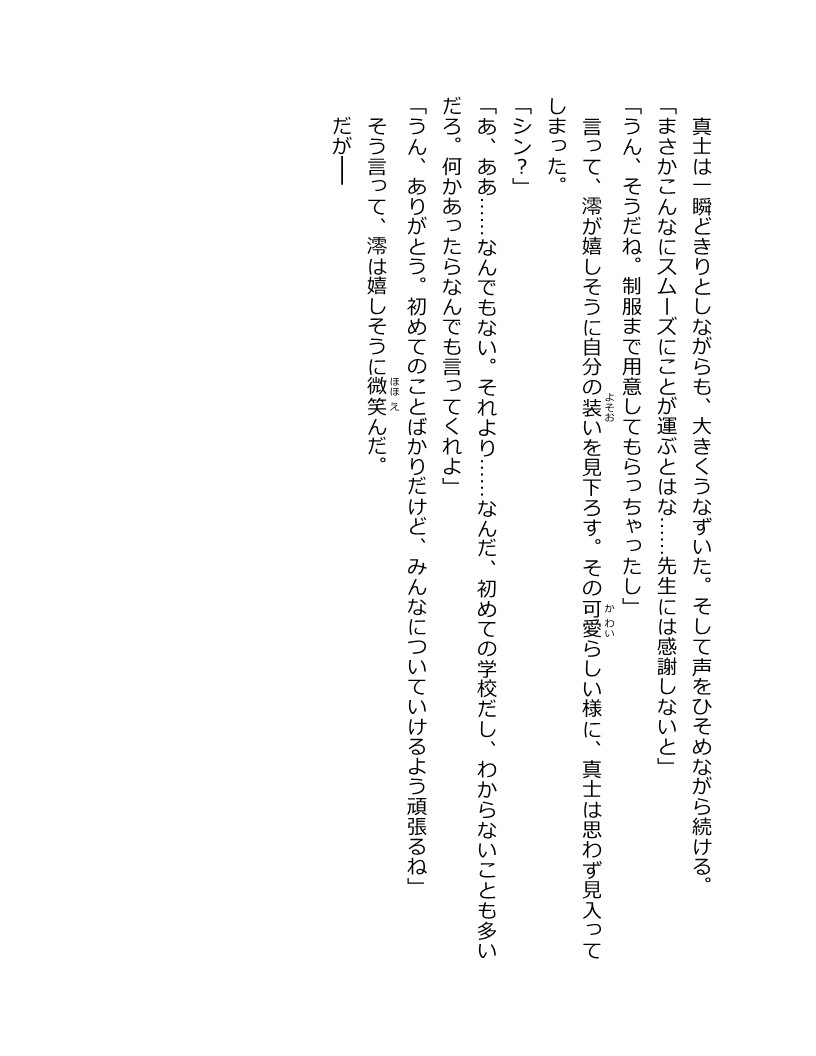 真士は一瞬どきりとしながらも、大きくうなずいた。そして声をひそめながら続ける。
「まさかこんなにスムーズにことが運ぶとはな……先生には感謝しないと」
「うん、そうだね。制服まで用意してもらっちゃったし」
言って、澪が嬉しそうに自分の装いを見下ろす。その可愛らしい様に、真士は思わず見入って
しまった。
「シン？」
「あ、ああ……なんでもない。それより……なんだ、初めての学校だし、わからないことも多い
だろ。何かあったらなんでも言ってくれよ」
「うん、ありがとう。初めてのことばかりだけど、みんなについていけるよう頑張るね」
そう言って、澪は嬉しそうに微笑んだ。
だが――